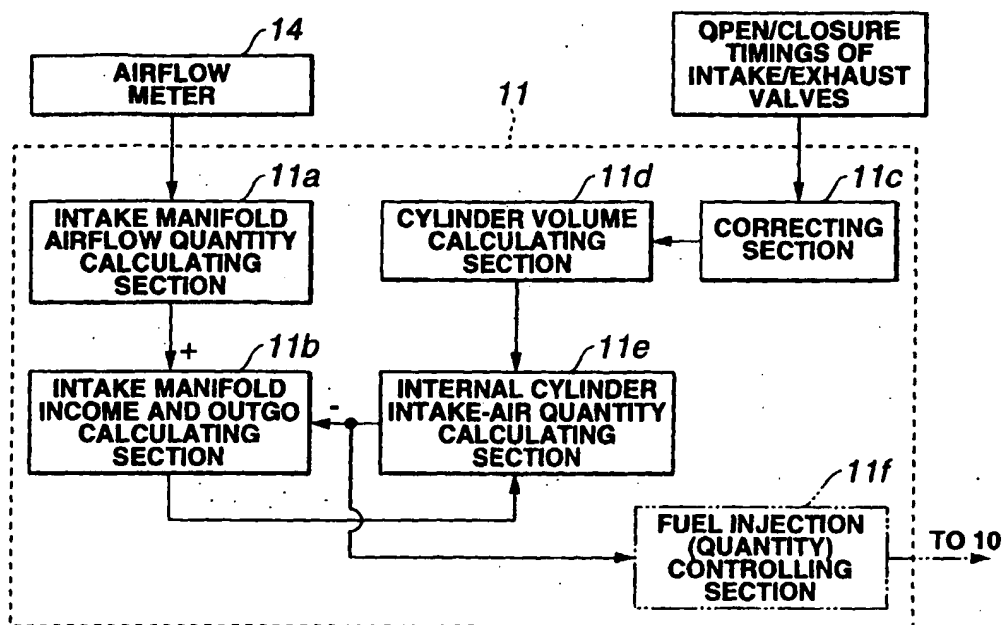 14
AIRFLOW
METER
OPEN/CLOSURE
TIMINGS OF
INTAKE/EXHAUST
VALVES
11
11a
INTAKE MANIFOLD
AIRFLOW QUANTITY
CALCULATING
SECTION
11d
CYLINDER VOLUME
CALCULATING
SECTION
11c
CORRECTING
SECTION
+
11b
INTAKE MANIFOLD
INCOME AND OUTGO
CALCULATING
SECTION
-
11e
INTERNAL CYLINDER
INTAKE-AIR QUANTITY
CALCULATING
SECTION
11f
FUEL INJECTION
(QUANTITY)
CONTROLLING
SECTION
TO 10